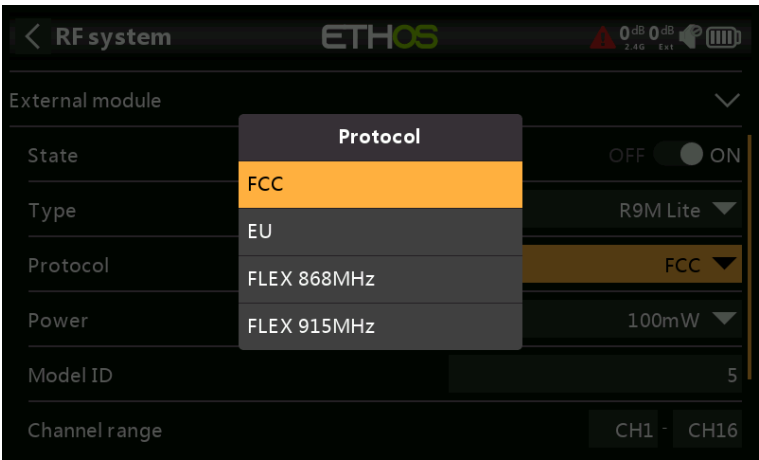 RF system ETHOS 0dB 0dB
2.4G Ext
External module
Protocol
State OFF ON
FCC
Type R9M Lite
EU
Protocol FCC
FLEX 868MHz
Power 100mW
FLEX 915MHz
Model ID 5
Channel range CH1 - CH16